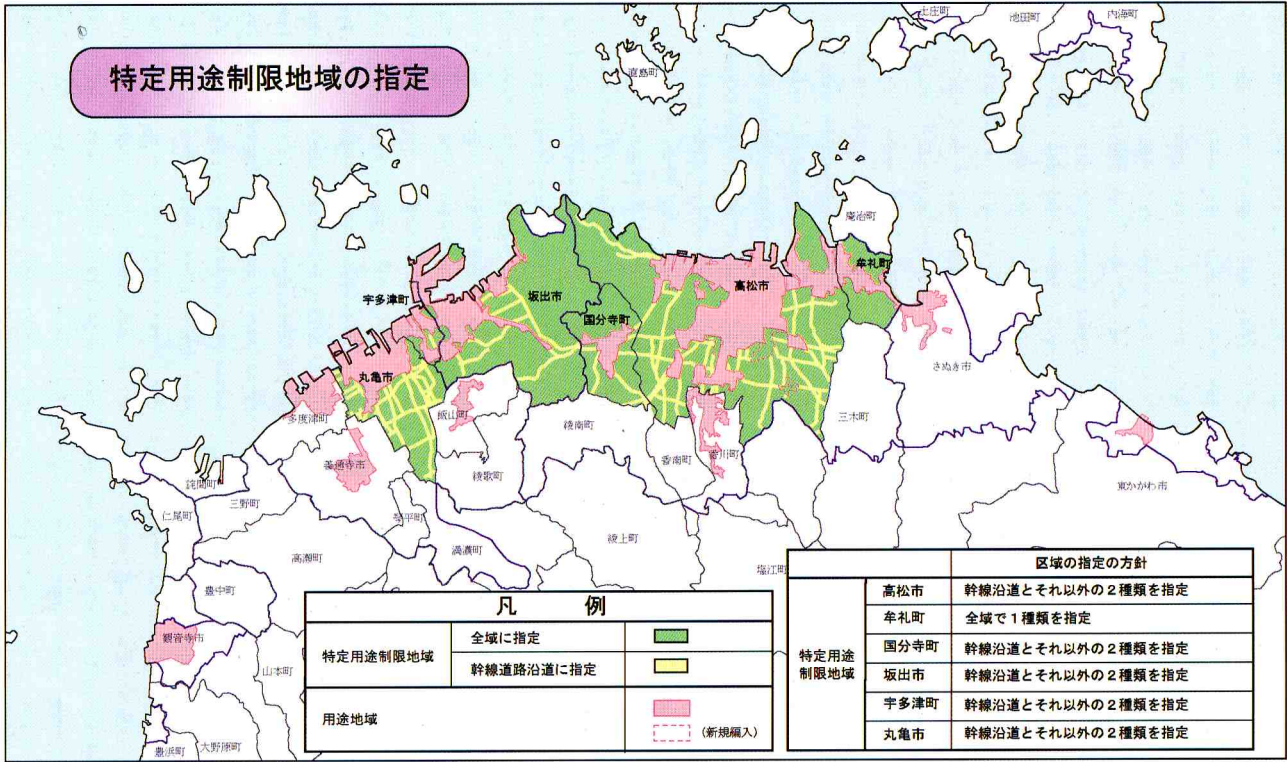 特定用途制限地域の指定
土庄町
池田町
内海町
直島町
庵治町
牟礼町
高松市
宇多津町
坂出市
国分寺町
さぬき市
丸亀市
多度津町
飯山町
綾南町
三木町
善通寺市
香南町
香川町
綾歌町
東かがわ市
詫間町
三野町
仁尾町
琴平町
高瀬町
満濃町
綾上町
塩江町
豊中町
観音寺市
山本町
豊浜町
大野原町
凡 例
特定用途制限地域
全域に指定
幹線道路沿道に指定
用途地域
(新規編入)
区域の指定の方針
特定用途
制限地域
高松市 幹線沿道とそれ以外の2種類を指定
牟礼町 全域で1種類を指定
国分寺町 幹線沿道とそれ以外の2種類を指定
坂出市 幹線沿道とそれ以外の2種類を指定
宇多津町 幹線沿道とそれ以外の2種類を指定
丸亀市 幹線沿道とそれ以外の2種類を指定